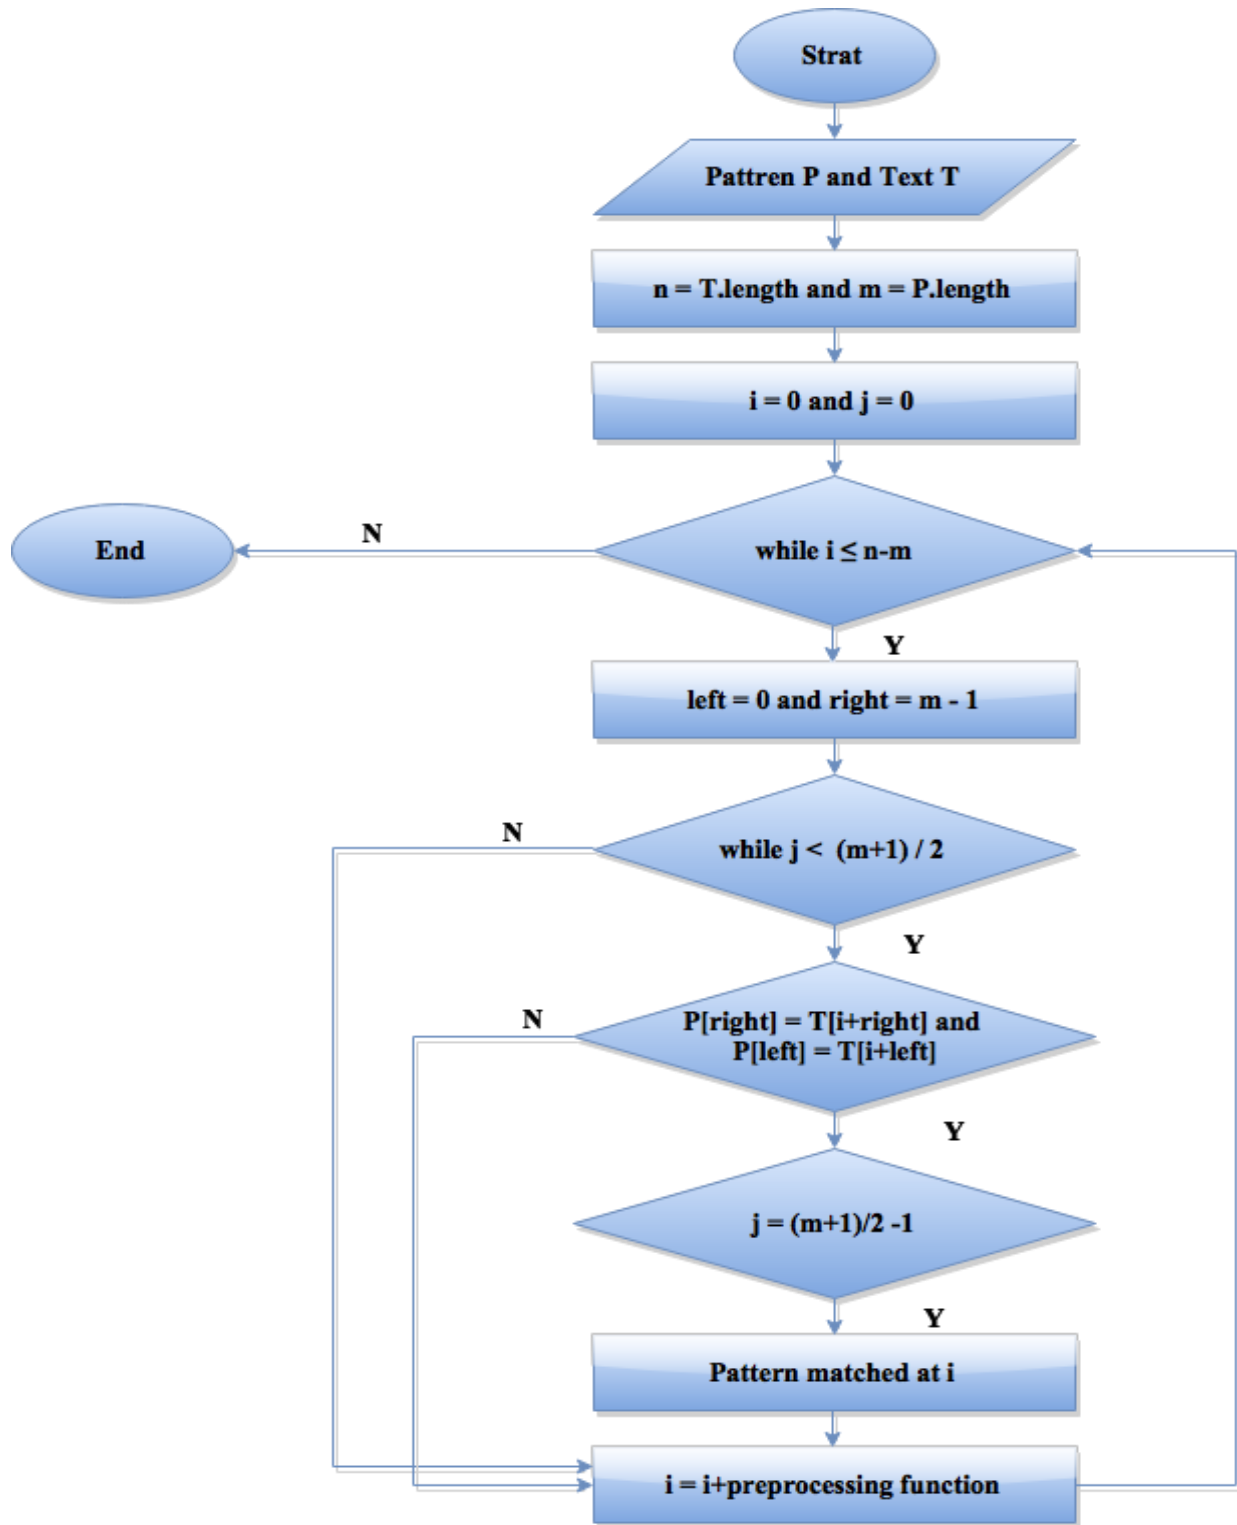 Strat
Pattren P and Text T
n = T.length and m = P.length
i = 0 and j = 0
while i ≤ n-m
N
End
Y
left = 0 and right = m - 1
while j < (m+1) / 2
N
Y
P[right] = T[i+right] and
P[left] = T[i+left]
N
Y
j = (m+1)/2 -1
Y
Pattern matched at i
i = i+preprocessing function